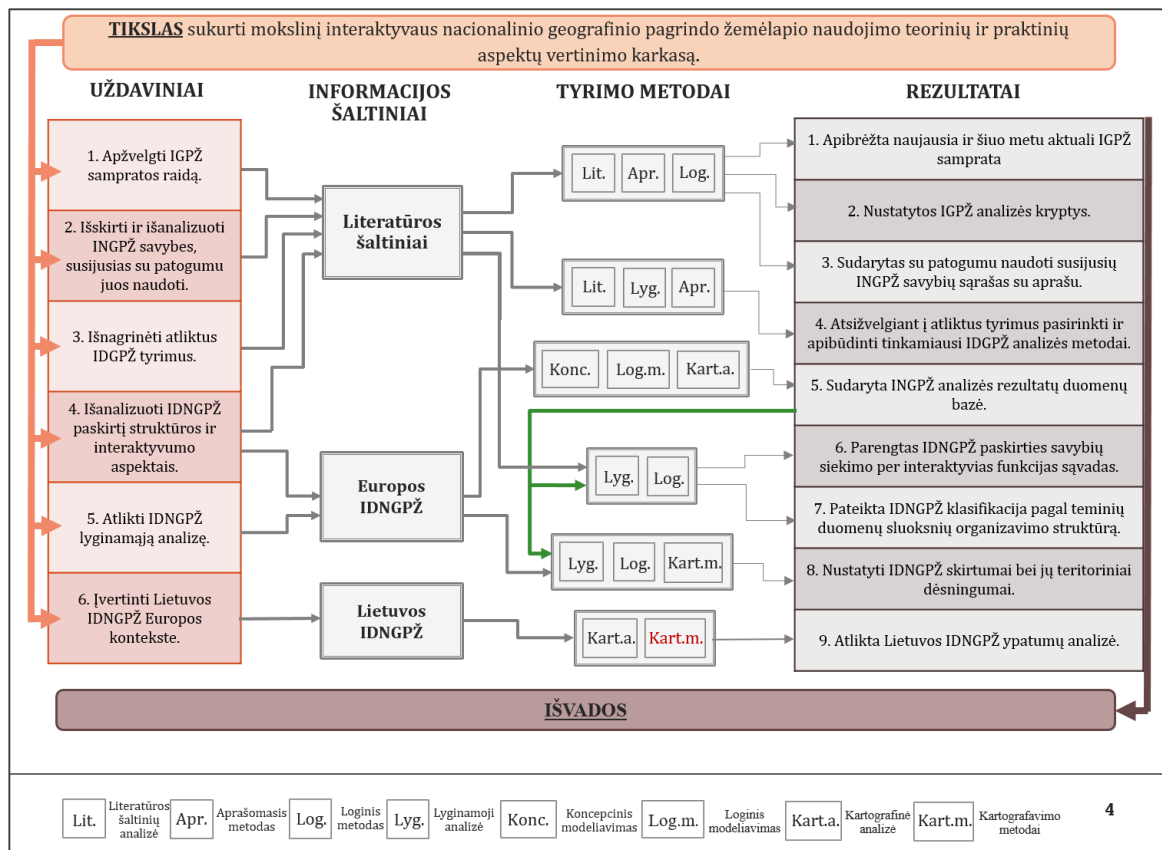 TIKSLAS sukurti mokslinį interaktyvaus nacionalinio geografinio pagrindo žemėlapio naudojimo teorinių ir praktinių
aspektų vertinimo karkasą.
UŽDAVINIAI
INFORMACIJOS
ŠALTINIAI
TYRIMO METODAI
REZULTATAI
1. Apžvelgti IGPŽ
sampratos raidą.
2. Išskirti ir išanalizuoti
INGPŽ savybes,
susijusias su patogumu
juos naudoti.
3. Išnagrinėti atliktus
IDGPŽ tyrimus.
4. Išanalizuoti IDNGPŽ
paskirtį struktūros ir
interaktyvumo
aspektais.
5. Atlikti IDNGPŽ
lyginamąją analizę.
6. Įvertinti Lietuvos
IDNGPŽ Europos
kontekste.
Literatūros
šaltiniai
Europos
IDNGPŽ
Lietuvos
IDNGPŽ
Lit. Apr. Log.
Lit. Lyg. Apr.
Konc. Log.m. Kart.a.
Lyg. Log.
Lyg. Log. Kart.m.
Kart.a. Kart.m.
1. Apibrėžta naujausia ir šiuo metu aktuali IGPŽ
samprata
2. Nustatytos IGPŽ analizės kryptys.
3. Sudarytas su patogumu naudoti susijusių
INGPŽ savybių sąrašas su aprašu.
4. Atsižvelgiant į atliktus tyrimus pasirinkti ir
apibūdinti tinkamiausi IDGPŽ analizės metodai.
5. Sudaryta INGPŽ analizės rezultatų duomenų
bazė.
6. Parengtas IDNGPŽ paskirties savybių
siekimo per interaktyvias funkcijas sąvadas.
7. Pateikta IDNGPŽ klasifikacija pagal teminių
duomenų sluoksnių organizavimo struktūrą.
8. Nustatyti IDNGPŽ skirtumai bei jų teritoriniai
dėsningumai.
9. Atlikta Lietuvos IDNGPŽ ypatumų analizė.
IŠVADOS
Lit.
Literatūros
šaltinių
analizė
Apr.
Aprašomasis
metodas
Log.
Loginis
metodas
Lyg.
Lyginamoji
analizė
Konc.
Koncepcinis
modeliavimas
Log.m.
Loginis
modeliavimas
Kart.a.
Kartografinė
analizė
Kart.m.
Kartografavimo
metodai
4